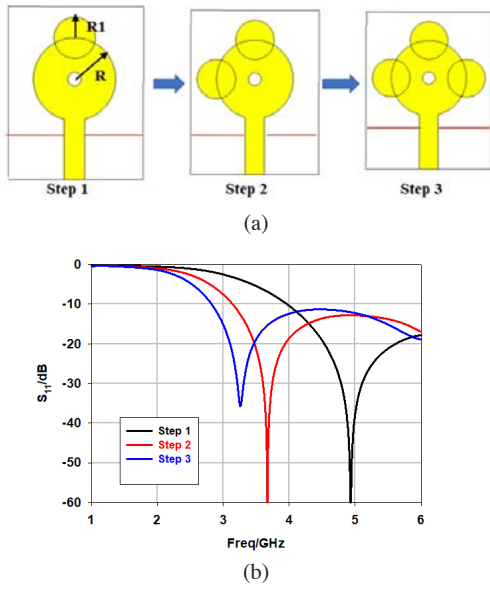 R1
R
Step 1
Step 2
Step 3
(a)
0
-10
-20
-30
-40
-50
-60
S11/dB
Step 1
Step 2
Step 3
1 2 3 4 5 6
Freq/GHz
(b)